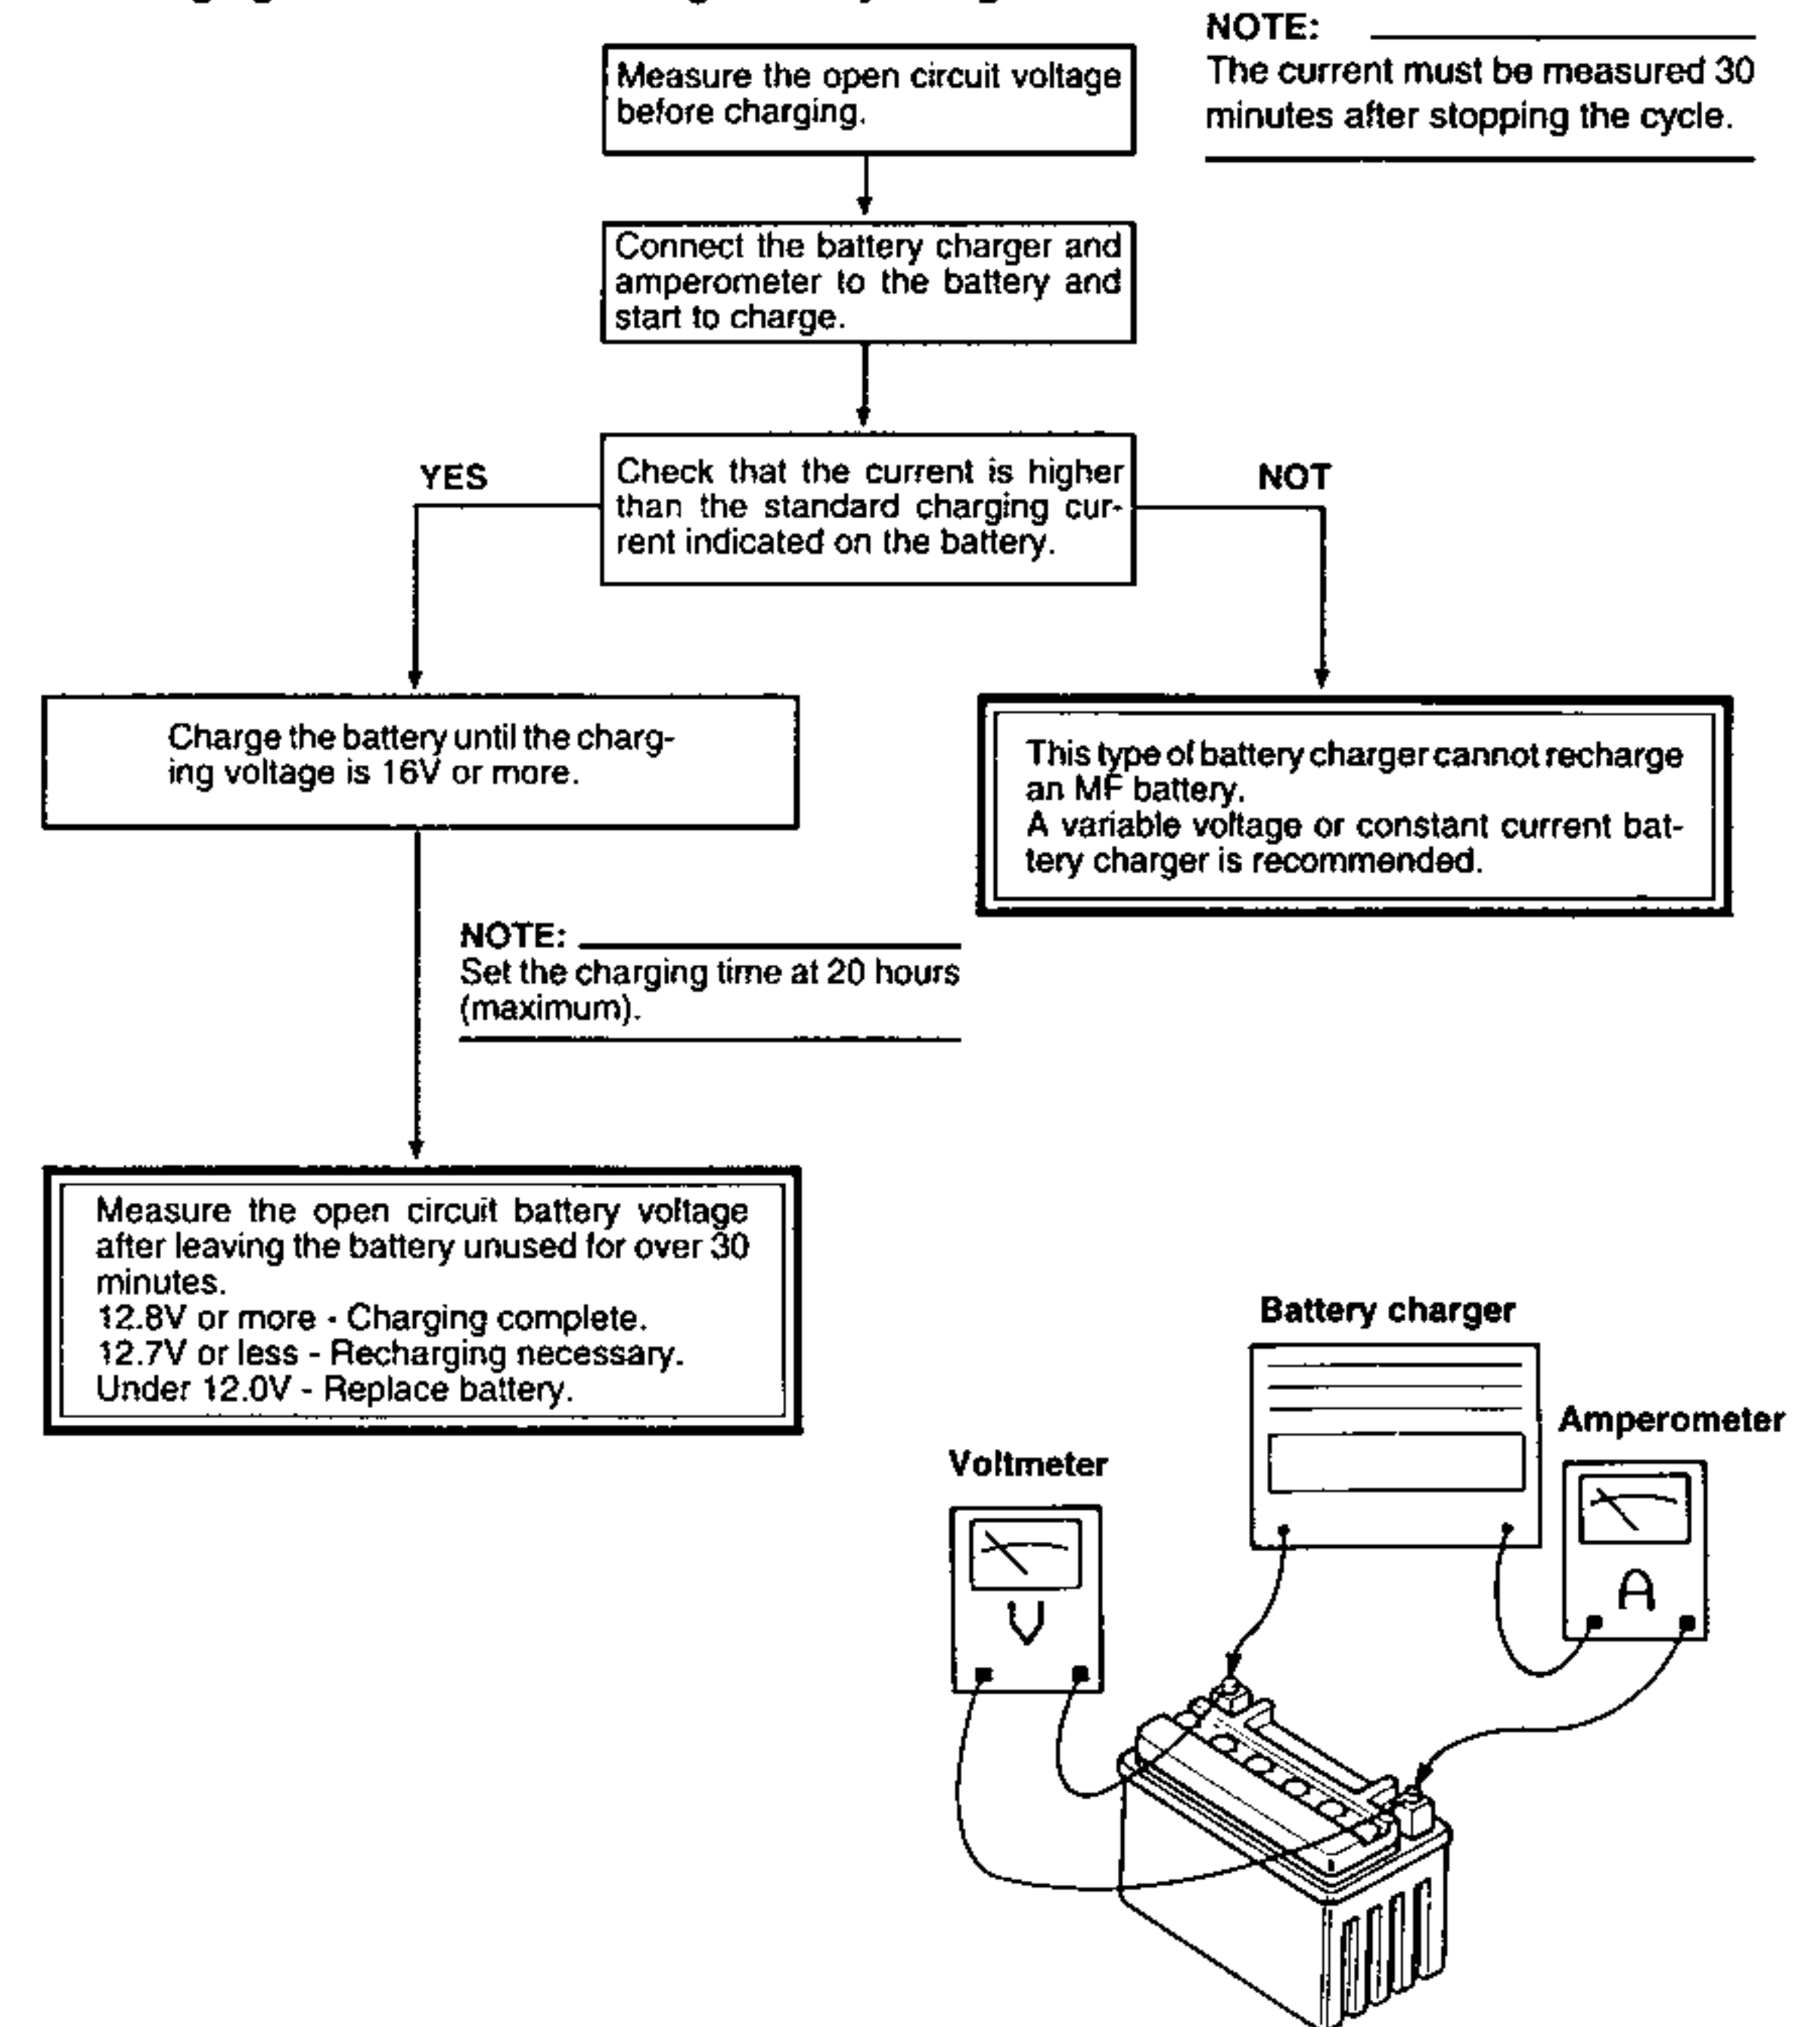 NOTE:
The current must be measured 30
minutes after stopping the cycle.
Measure the open circuit voltage
before charging.
Connect the battery charger and
amperometer to the battery and
start to charge.
YES
Check that the current is higher
than the standard charging cur-
rent indicated on the battery.
NOT
Charge the battery until the charg-
ing voltage is 16V or more.
This type of battery charger cannot recharge
an MF battery.
A variable voltage or constant current bat-
tery charger is recommended.
NOTE:
Set the charging time at 20 hours
(maximum).
Measure the open circuit battery voltage
after leaving the battery unused for over 30
minutes.
12.8V or more - Charging complete.
12.7V or less - Recharging necessary.
Under 12.0V - Replace battery.
Battery charger
Amperometer
Voltmeter
A
V